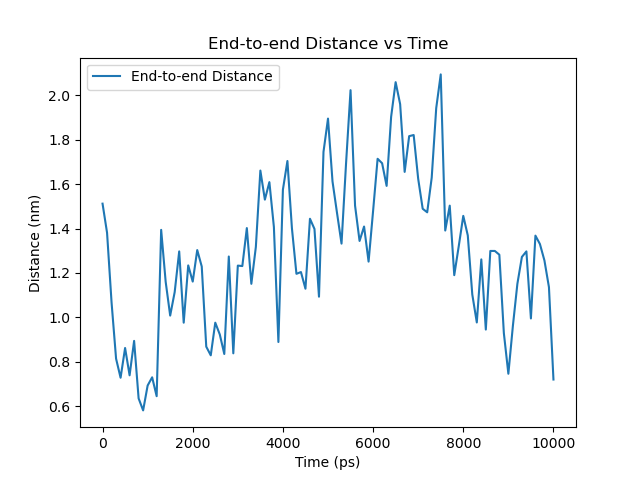 End-to-end Distance vs Time
End-to-end Distance
2.0
1.8
1.6
1.4
1.2
1.0
0.8
0.6
Distance (nm)
0 2000 4000 6000 8000 10000
Time (ps)